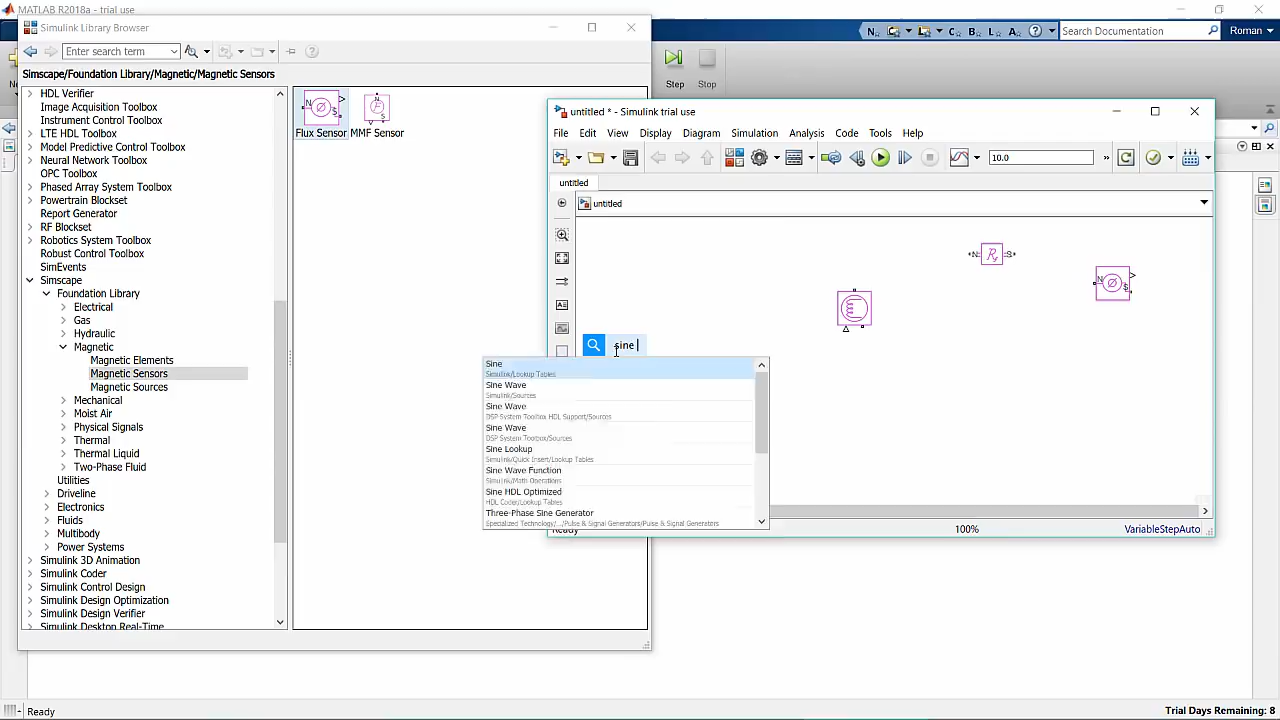 MATLAB R2018a - trial use
Simulink Library Browser
Enter search term
Simscape/Foundation Library/Magnetic/Magnetic Sensors
HDL Verifier
Image Acquisition Toolbox
Instrument Control Toolbox
LTE HDL Toolbox
Model Predictive Control Toolbox
Neural Network Toolbox
OPC Toolbox
Phased Array System Toolbox
Powertrain Blockset
Report Generator
RF Blockset
Robotics System Toolbox
Robust Control Toolbox
SimEvents
Simscape
Foundation Library
Electrical
Gas
Hydraulic
Magnetic
Magnetic Elements
Magnetic Sensors
Magnetic Sources
Mechanical
Moist Air
Physical Signals
Thermal
Thermal Liquid
Two-Phase Fluid
Utilities
Driveline
Electronics
Fluids
Multibody
Power Systems
Simulink 3D Animation
Simulink Coder
Simulink Control Design
Simulink Design Optimization
Simulink Design Verifier
Simulink Desktop Real-Time
Flux Sensor
MMF Sensor
Search Documentation
Roman
Step
Stop
untitled * - Simulink trial use
File Edit View Display Diagram Simulation Analysis Code Tools Help
10.0
untitled
untitled
N R S
N S
sine
Sine
Simulink/Lookup Tables
Sine Wave
Simulink/Sources
Sine Wave
DSP System Toolbox HDL Support/Sources
Sine Wave
DSP System Toolbox/Sources
Sine Lookup
Simulink/Quick Insert/Lookup Tables
Sine Wave Function
Simulink/Math Operations
Sine HDL Optimized
HDL Coder/Lookup Tables
Three-Phase Sine Generator
Specialized Technology/.../Pulse & Signal Generators/Pulse & Signal Generators
Ready
100%
VariableStepAuto
Ready
Trial Days Remaining: 8